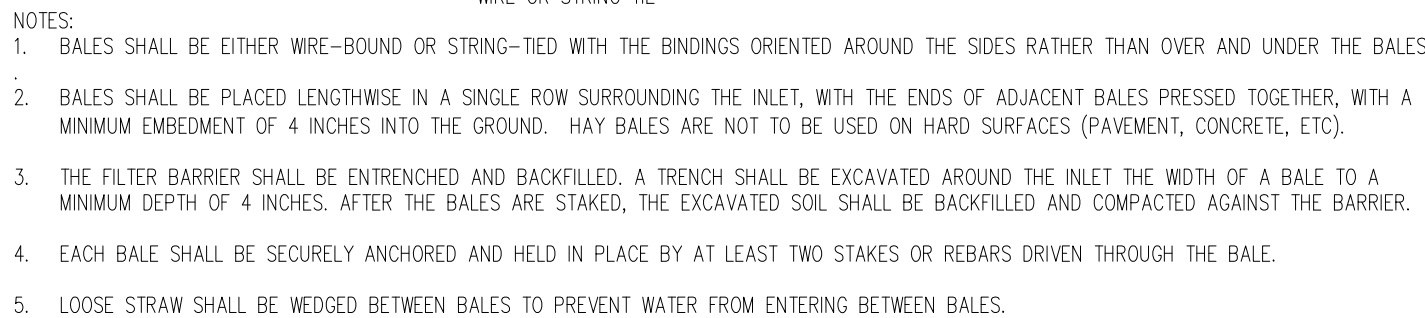 WIRE OR STRING TIE
NOTES:
1. BALES SHALL BE EITHER WIRE-BOUND OR STRING-TIED WITH THE BINDINGS ORIENTED AROUND THE SIDES RATHER THAN OVER AND UNDER THE BALES
.
2. BALES SHALL BE PLACED LENGTHWISE IN A SINGLE ROW SURROUNDING THE INLET, WITH THE ENDS OF ADJACENT BALES PRESSED TOGETHER, WITH A
MINIMUM EMBEDMENT OF 4 INCHES INTO THE GROUND. HAY BALES ARE NOT TO BE USED ON HARD SURFACES (PAVEMENT, CONCRETE, ETC).
3. THE FILTER BARRIER SHALL BE ENTRENCHED AND BACKFILLED. A TRENCH SHALL BE EXCAVATED AROUND THE INLET THE WIDTH OF A BALE TO A
MINIMUM DEPTH OF 4 INCHES. AFTER THE BALES ARE STAKED, THE EXCAVATED SOIL SHALL BE BACKFILLED AND COMPACTED AGAINST THE BARRIER.
4. EACH BALE SHALL BE SECURELY ANCHORED AND HELD IN PLACE BY AT LEAST TWO STAKES OR REBARS DRIVEN THROUGH THE BALE.
5. LOOSE STRAW SHALL BE WEDGED BETWEEN BALES TO PREVENT WATER FROM ENTERING BETWEEN BALES.